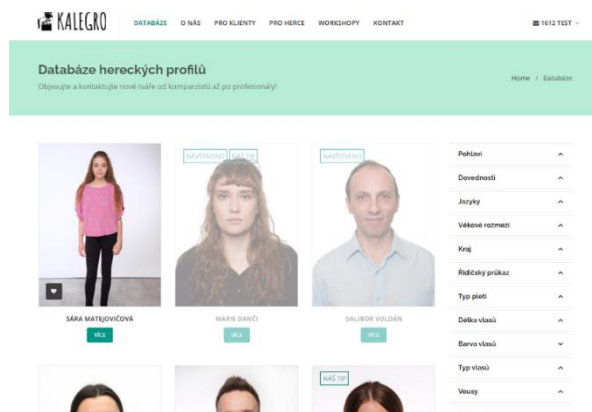 KALEGRO
DATABÁZE O NÁS PRO KLIENTY PRO HERCE WORKSHOPY KONTAKT
1612 TEST
Databáze hereckých profilů
Objevujte a kontaktujte nové tváře od komparzistů až po profesionály!
Home / Databáze
NAVŠTÍVENO NÁŠ TIP
NAVŠTÍVENO
SÁRA MATEJOVIČOVÁ
VÍCE
MARIE DANČI
VÍCE
DALIBOR VOLDÁN
VÍCE
NÁŠ TIP
Pohlaví
Dovednosti
Jazyky
Věkové rozmezí
Kraj
Řidičský průkaz
Typ pleti
Délka vlasů
Barva vlasů
Typ vlasů
Vousy